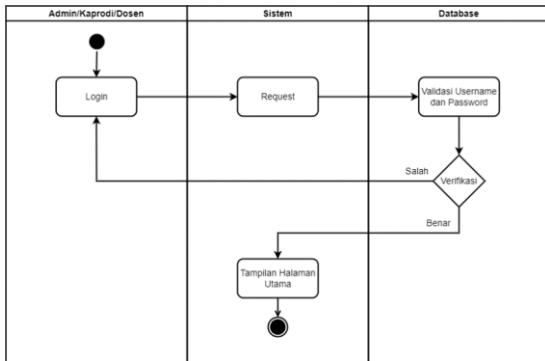 Admin/Kaprodi/Dosen
Sistem
Database
Login
Request
Validasi Username
dan Password
Salah
Verifikasi
Benar
Tampilan Halaman
Utama